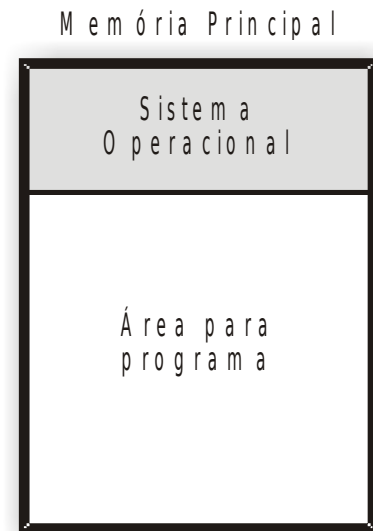 Memória Principal
Sistema
Operacional
Área para
programa